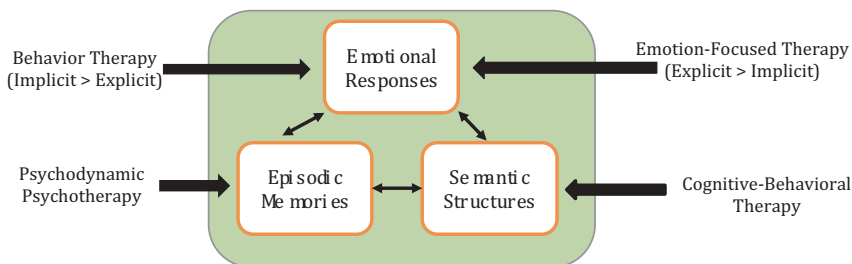 Behavior Therapy
(Implicit > Explicit)
Emotional
Responses
Emotion-Focused Therapy
(Explicit > Implicit)
Psychodynamic
Psychotherapy
Episodic
Memories
Semantic
Structures
Cognitive-Behavioral
Therapy